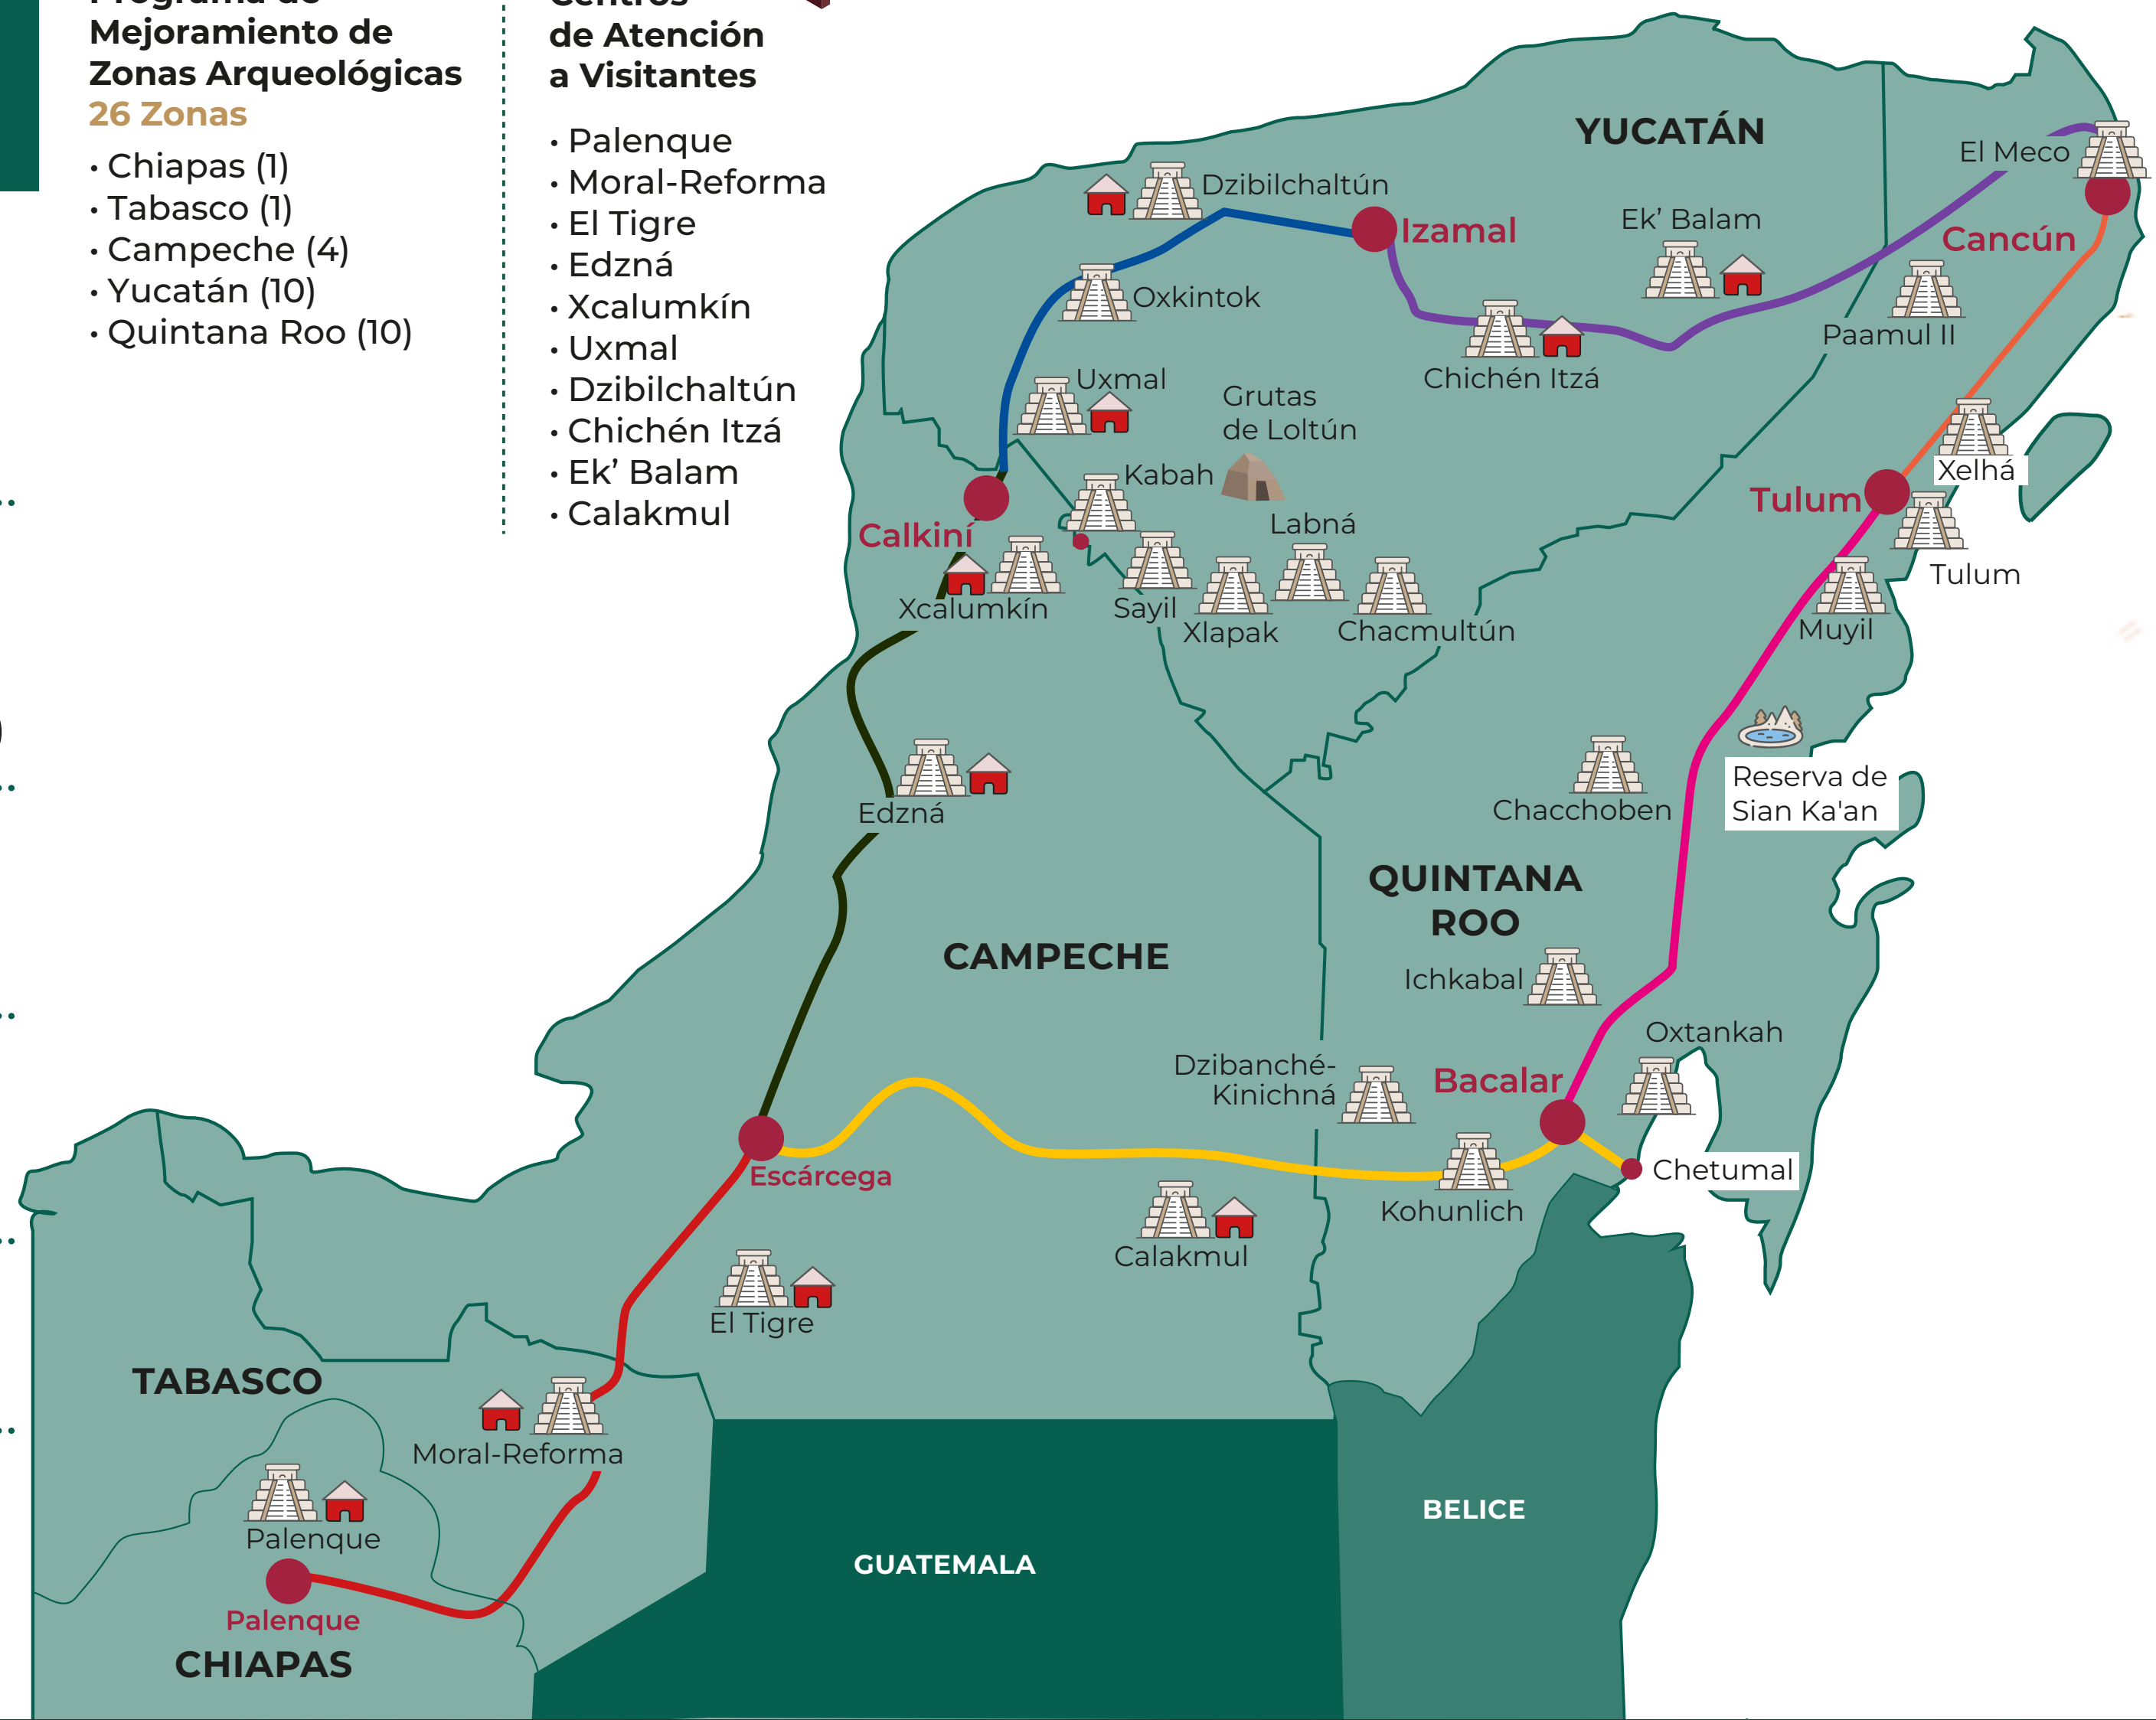 Programa de
Mejoramiento de
Zonas Arqueológicas
26 Zonas
• Chiapas (1)
• Tabasco (1)
• Campeche (4)
• Yucatán (10)
• Quintana Roo (10)
Centros
de Atención
a Visitantes
• Palenque
• Moral-Reforma
• El Tigre
• Edzná
• Xcalumkín
• Uxmal
• Dzibilchaltún
• Chichén Itzá
• Ek’ Balam
• Calakmul
YUCATÁN
El Meco
Dzibilchaltún
Izamal
Ek’ Balam
Cancún
Oxkintok
Paamul II
Chichén Itzá
Uxmal
Grutas
de Loltún
Kabah
Xelhá
Tulum
Labná
Calkiní
Tulum
Xcalumkín
Sayil
Xlapak
Chacmultún
Muyil
Reserva de
Sian Ka'an
Edzná
Chacchoben
QUINTANA
ROO
CAMPECHE
Ichkabal
Oxtankah
Dzibanché-
Kinichná
Bacalar
Escárcega
Chetumal
Kohunlich
Calakmul
El Tigre
TABASCO
Moral-Reforma
Palenque
BELICE
GUATEMALA
Palenque
CHIAPAS